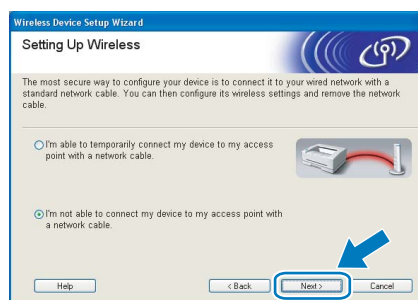 Wireless Device Setup Wizard
Setting Up Wireless
The most secure way to configure your device is to connect it to your wired network with a
standard network cable. You can then configure its wireless settings and remove the network
cable.
I'm able to temporarily connect my device to my access
point with a network cable.
I'm not able to connect my device to my access point with
a network cable.
Help
< Back
Next >
Cancel